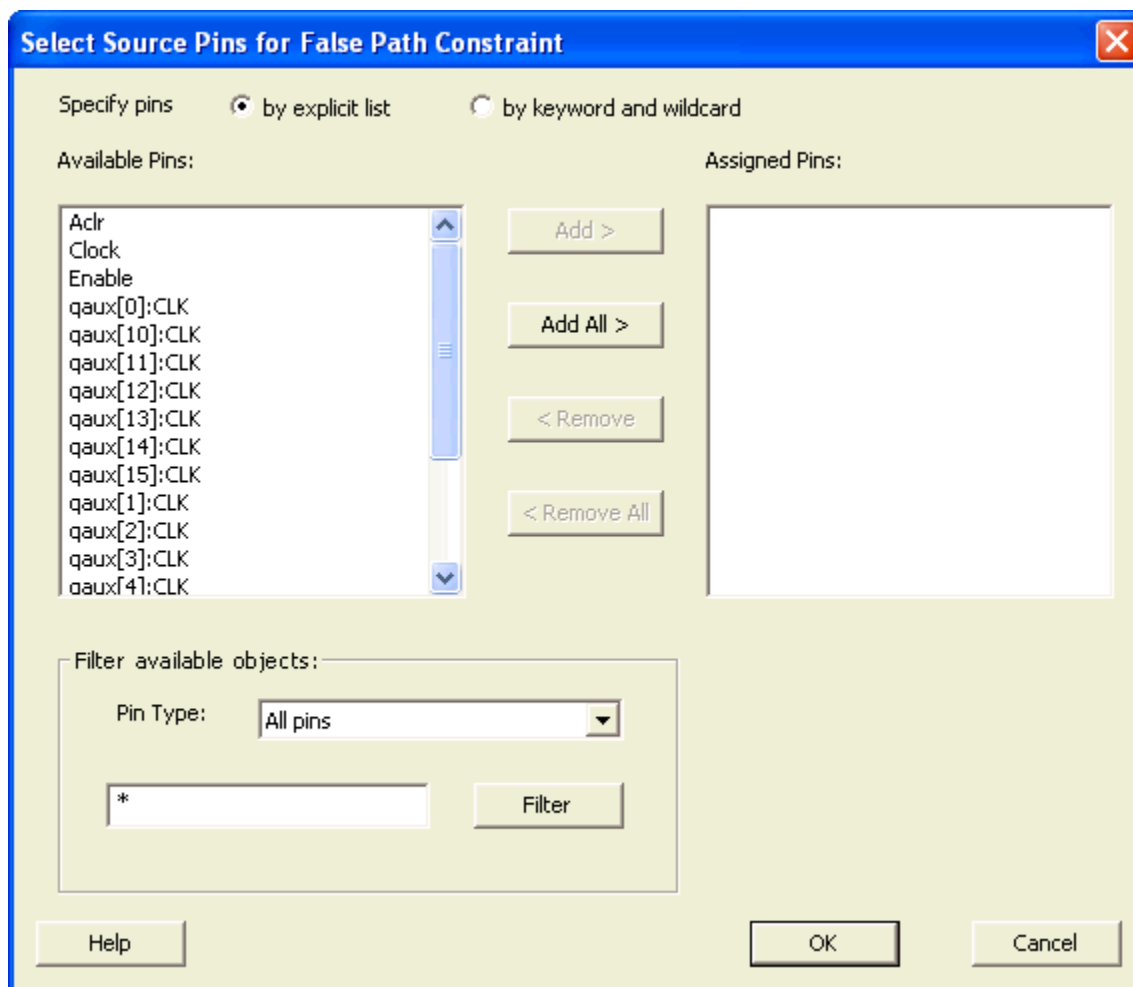 Select Source Pins for False Path Constraint
Specify pins by explicit list by keyword and wildcard
Available Pins: Assigned Pins:
Aclr
Clock
Enable
qaux[0]:CLK
qaux[10]:CLK
qaux[11]:CLK
qaux[12]:CLK
qaux[13]:CLK
qaux[14]:CLK
qaux[15]:CLK
qaux[1]:CLK
qaux[2]:CLK
qaux[3]:CLK
qaux[4]:CLK
Add >
Add All >
< Remove
< Remove All
Filter available objects:
Pin Type: All pins
* Filter
Help OK Cancel